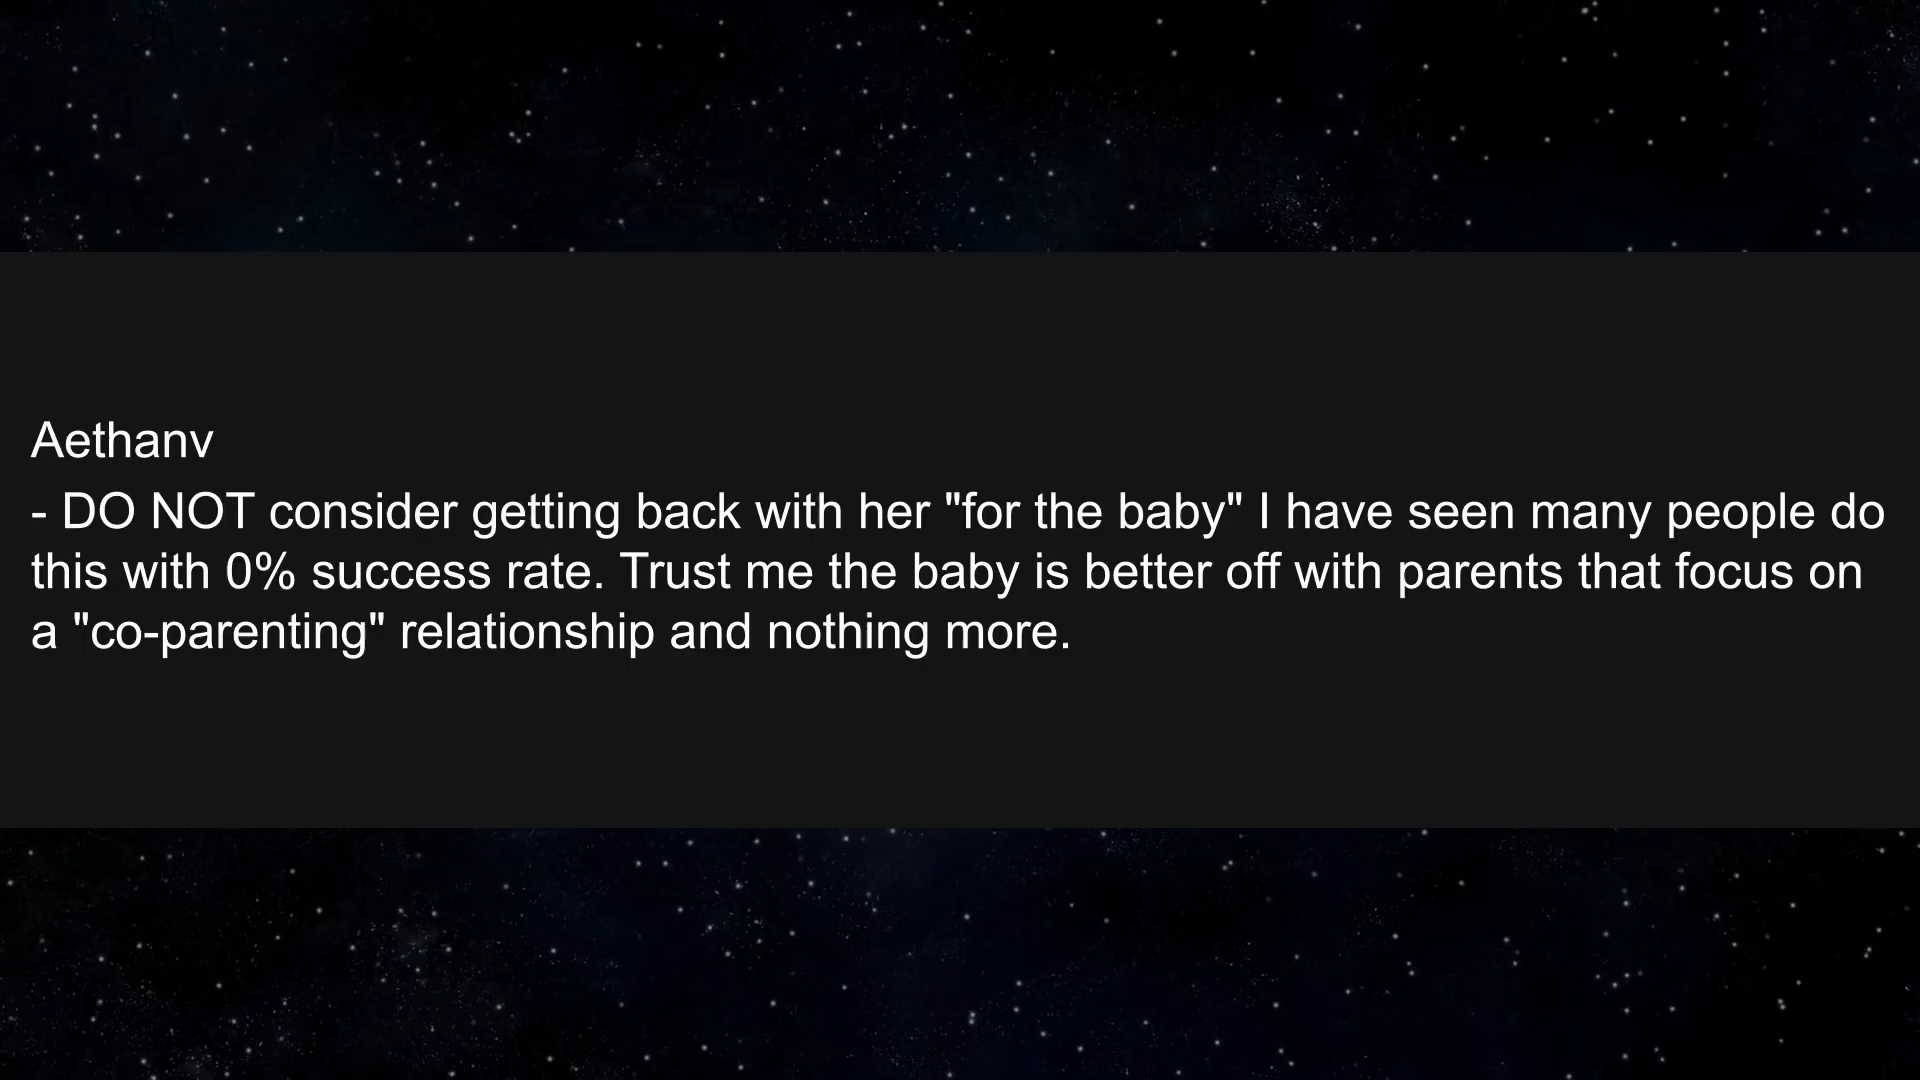 Aethanv
- DO NOT consider getting back with her "for the baby" I have seen many people do
this with 0% success rate. Trust me the baby is better off with parents that focus on
a "co-parenting" relationship and nothing more.